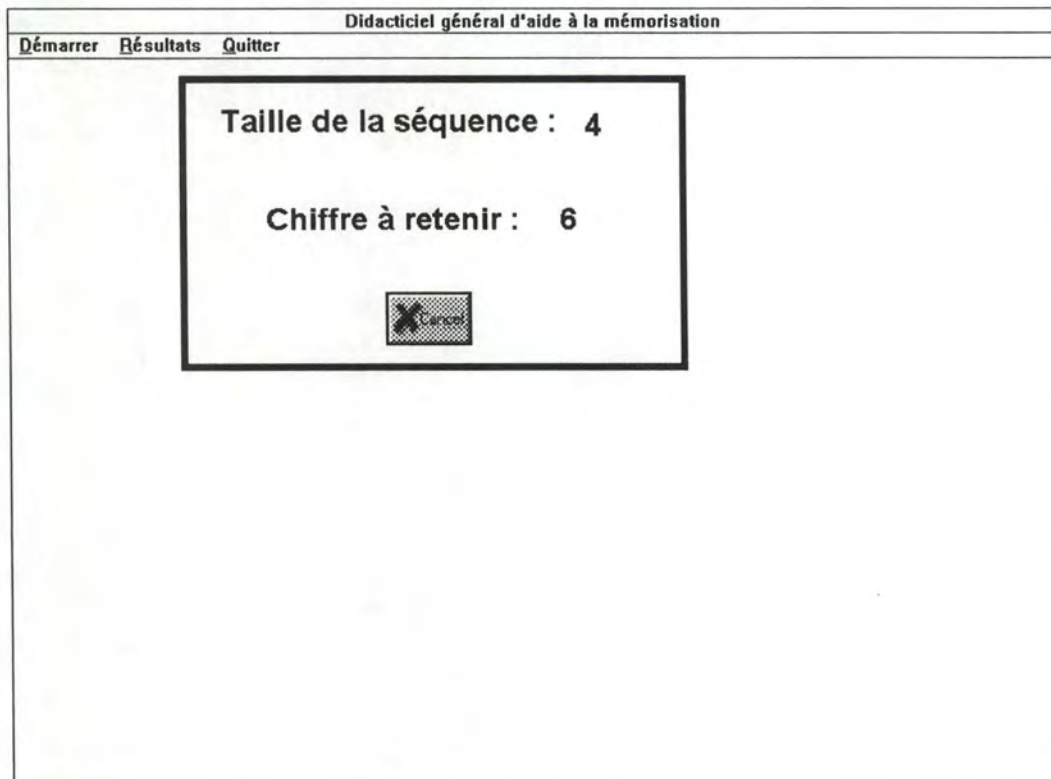 Didacticiel général d'aide à la mémorisation
Démarrer Résultats Quitter
Taille de la séquence : 4
Chiffre à retenir : 6
Cancel